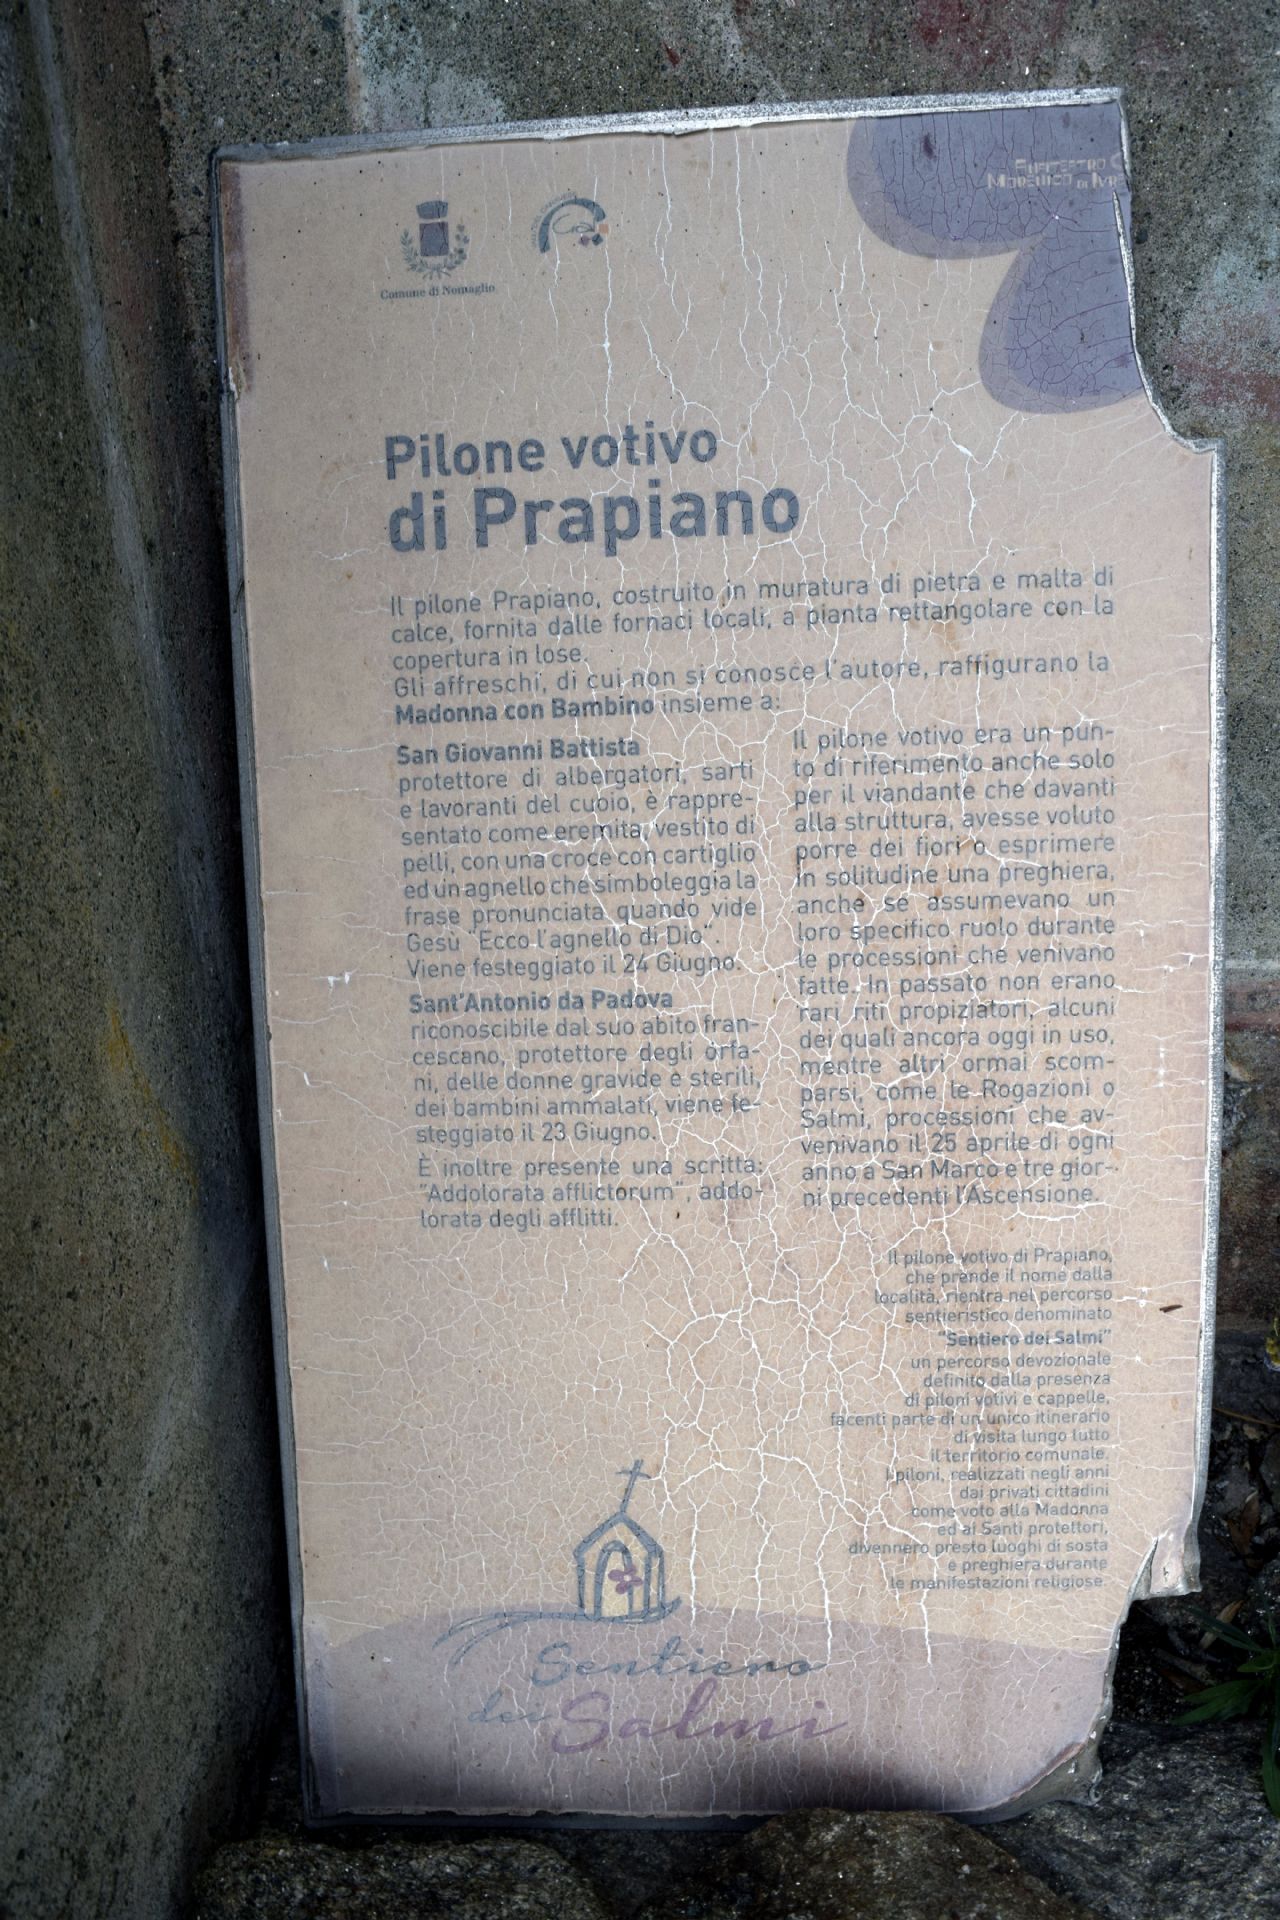 Comune di Nomaglio
Anfiteatro
Morenico di Ivr
Pilone votivo
di Prapiano
Il pilone Prapiano, costruito in muratura di pietra e malta di
calce, fornita dalle fornaci locali, a pianta rettangolare con la
copertura in lose.
Gli affreschi, di cui non si conosce l'autore, raffigurano la
Madonna con Bambino insieme a:
San Giovanni Battista
protettore di albergatori, sarti
e lavoranti del cuoio, è rappre-
sentato come eremita, vestito di
pelli, con una croce con cartiglio
ed un agnello che simboleggia la
frase pronunciata quando vide
Gesù "Ecco l'agnello di Dio".
Viene festeggiato il 24 Giugno.
Sant'Antonio da Padova
riconoscibile dal suo abito fran-
cescano, protettore degli orfa-
ni, delle donne gravide e sterili,
dei bambini ammalati, viene fe-
steggiato il 23 Giugno.
È inoltre presente una scritta:
"Addolorata afflictorum", addo-
lorata degli afflitti.
Il pilone votivo era un pun-
to di riferimento anche solo
per il viandante che davanti
alla struttura, avesse voluto
porre dei fiori o esprimere
in solitudine una preghiera,
anche se assumevano un
loro specifico ruolo durante
le processioni che venivano
fatte. In passato non erano
rari riti propiziatori, alcuni
dei quali ancora oggi in uso,
mentre altri ormai scom-
parsi, come le Rogazioni o
Salmi, processioni che av-
venivano il 25 aprile di ogni
anno a San Marco e tre gior-
ni precedenti l'Ascensione.
Il pilone votivo di Prapiano,
che prende il nome dalla
località, rientra nel percorso
sentieristico denominato
"Sentiero dei Salmi"
un percorso devozionale
definito dalla presenza
di piloni votivi e cappelle,
facenti parte di un unico itinerario
di visita lungo tutto
il territorio comunale.
I piloni, realizzati negli anni
dai privati cittadini
come voto alla Madonna
ed ai Santi protettori,
divennero presto luoghi di sosta
e preghiera durante
le manifestazioni religiose.
Sentiero
dei Salmi